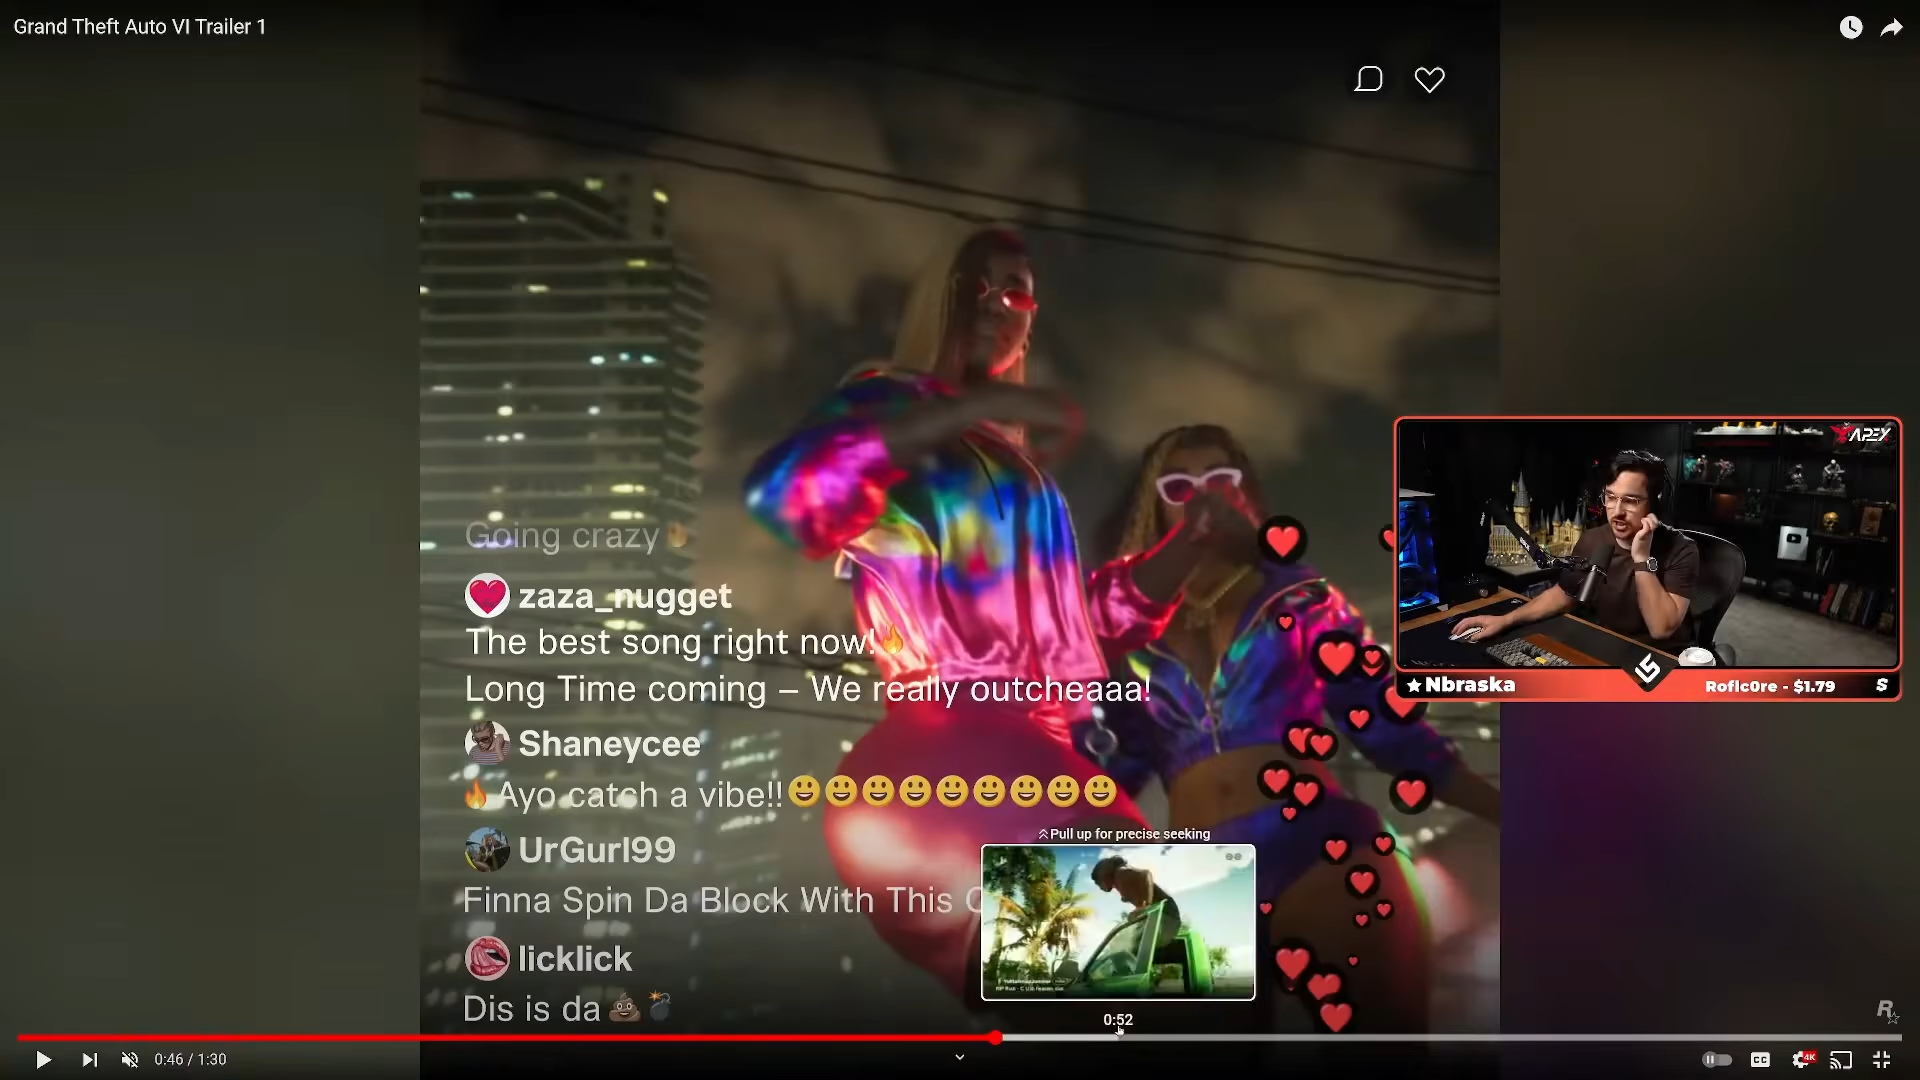 Grand Theft Auto VI Trailer 1
Going crazy🔥
zaza_nugget
The best song right now!🔥
Long Time coming – We really outcheaaa!
Shaneycee
🔥Ayo catch a vibe!!😀😀😀😀😀😀😀😀😀
UrGurl99
Finna Spin Da Block With This
licklick
Dis is da💩💣
APEX
Nbraska
Roflc0re - $1.79
Pull up for precise seeking
0:52
0:46 / 1:30
CC
4K